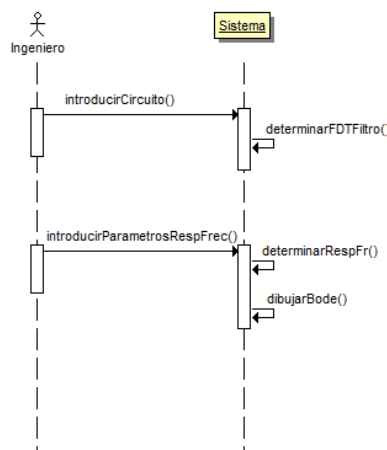 Ingeniero
Sistema
introducirCircuito()
determinarFDTFiltro()
introducirParametrosRespFrec()
determinarRespFr()
dibujarBode()